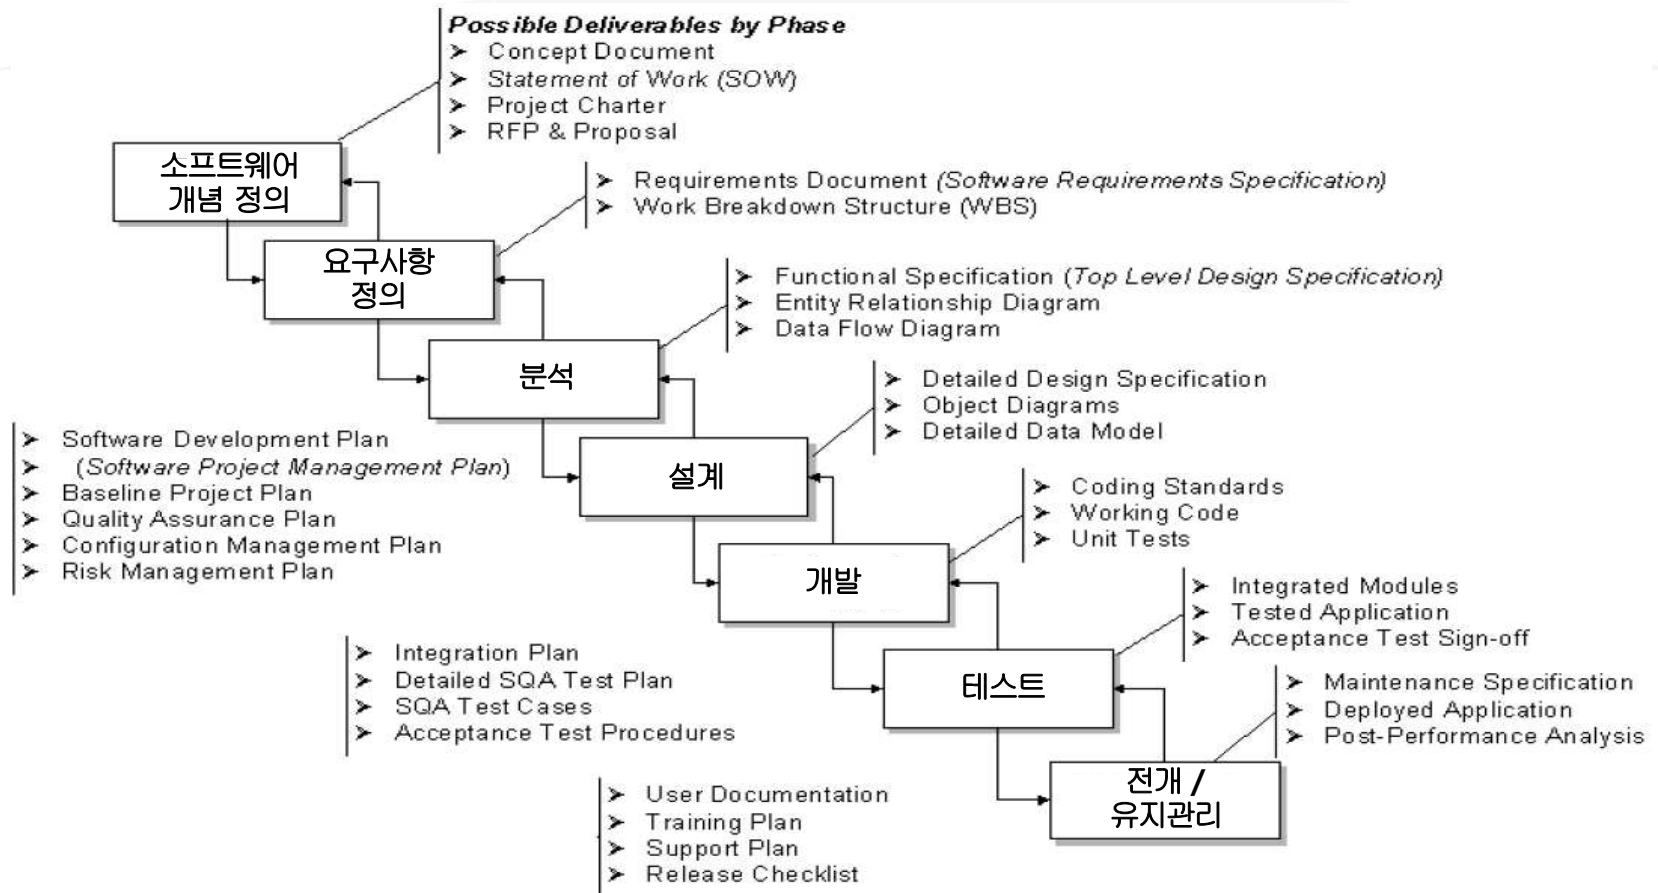 Possible Deliverables by Phase
➢ Concept Document
➢ Statement of Work (SOW)
➢ Project Charter
➢ RFP & Proposal
소프트웨어
개념 정의
➢ Requirements Document (Software Requirements Specification)
➢ Work Breakdown Structure (WBS)
요구사항
정의
➢ Functional Specification (Top Level Design Specification)
➢ Entity Relationship Diagram
➢ Data Flow Diagram
분석
➢ Detailed Design Specification
➢ Object Diagrams
➢ Detailed Data Model
설계
➢ Software Development Plan
➢ (Software Project Management Plan)
➢ Baseline Project Plan
➢ Quality Assurance Plan
➢ Configuration Management Plan
➢ Risk Management Plan
➢ Coding Standards
➢ Working Code
➢ Unit Tests
개발
➢ Integrated Modules
➢ Tested Application
➢ Acceptance Test Sign-off
테스트
➢ Integration Plan
➢ Detailed SQA Test Plan
➢ SQA Test Cases
➢ Acceptance Test Procedures
➢ Maintenance Specification
➢ Deployed Application
➢ Post-Performance Analysis
전개 /
유지관리
➢ User Documentation
➢ Training Plan
➢ Support Plan
➢ Release Checklist